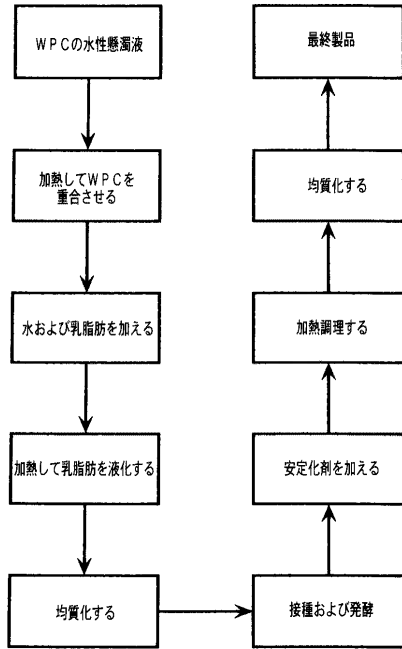 WPCの水性懸濁液
加熱してWPCを
重合させる
水および乳脂肪を加える
加熱して乳脂肪を液化する
均質化する
接種および発酵
安定化剤を加える
加熱調理する
均質化する
最終製品